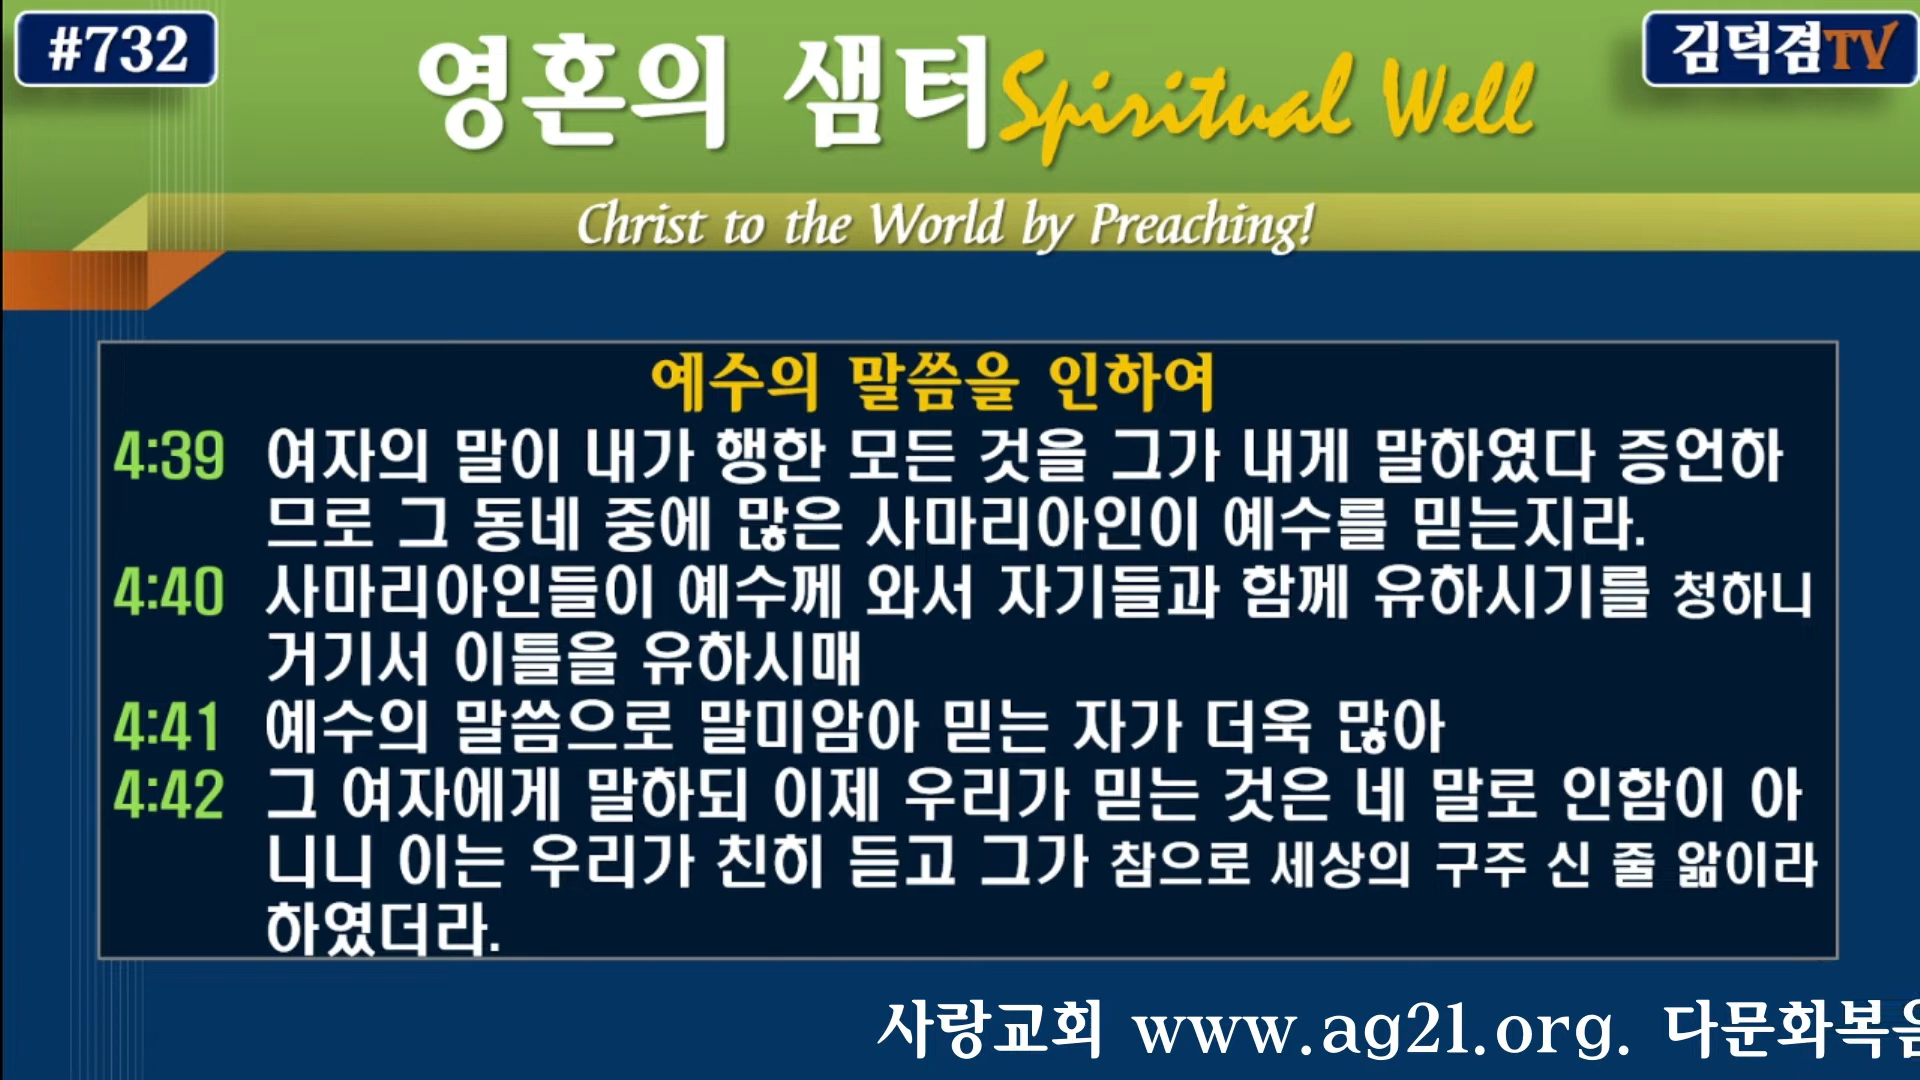 #732
김덕겸TV
영혼의 샘터 Spiritual Well
Christ to the World by Preaching!
예수의 말씀을 인하여
4:39 여자의 말이 내가 행한 모든 것을 그가 내게 말하였다 증언하
므로 그 동네 중에 많은 사마리아인이 예수를 믿는지라.
4:40 사마리아인들이 예수께 와서 자기들과 함께 유하시기를 청하니
거기서 이틀을 유하시매
4:41 예수의 말씀으로 말미암아 믿는 자가 더욱 많아
4:42 그 여자에게 말하되 이제 우리가 믿는 것은 네 말로 인함이 아
니니 이는 우리가 친히 듣고 그가 참으로 세상의 구주 신 줄 앎이라
하였더라.
사랑교회 www.ag21.org. 다문화복음